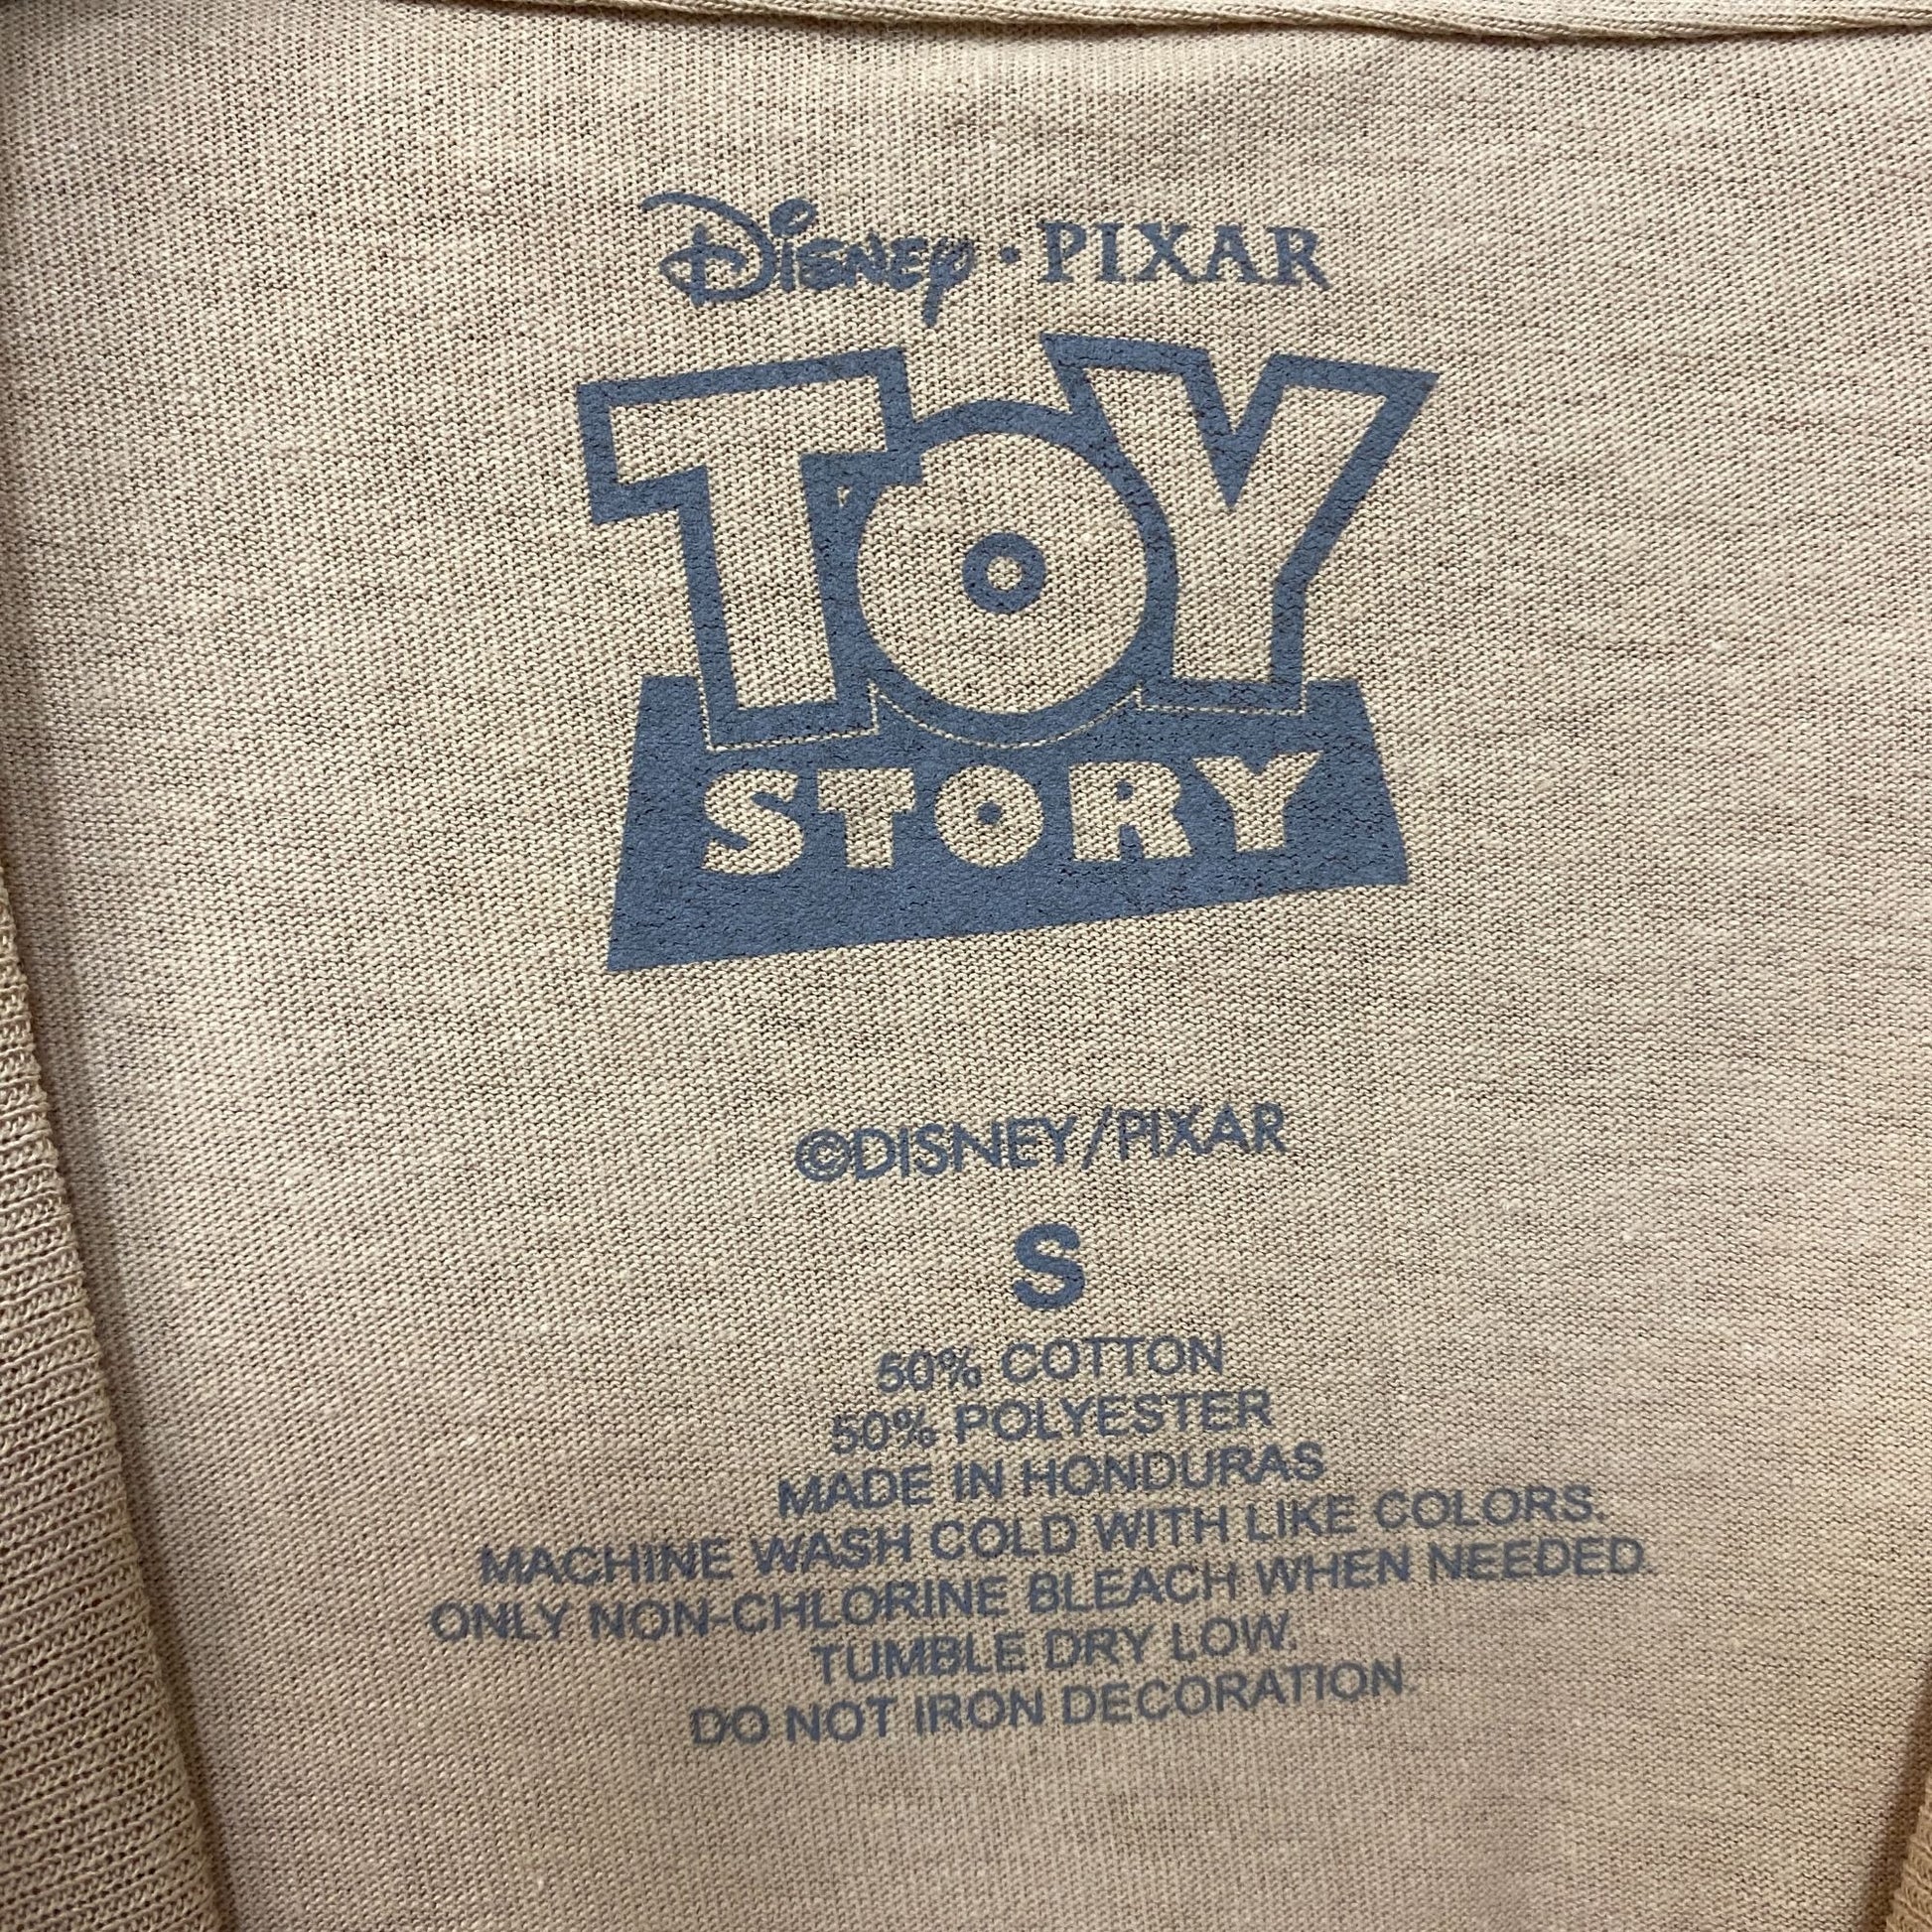 Disney • PIXAR
TOY
STORY
©DISNEY/PIXAR
S
50% COTTON
50% POLYESTER
MADE IN HONDURAS
MACHINE WASH COLD WITH LIKE COLORS.
ONLY NON-CHLORINE BLEACH WHEN NEEDED.
TUMBLE DRY LOW.
DO NOT IRON DECORATION.